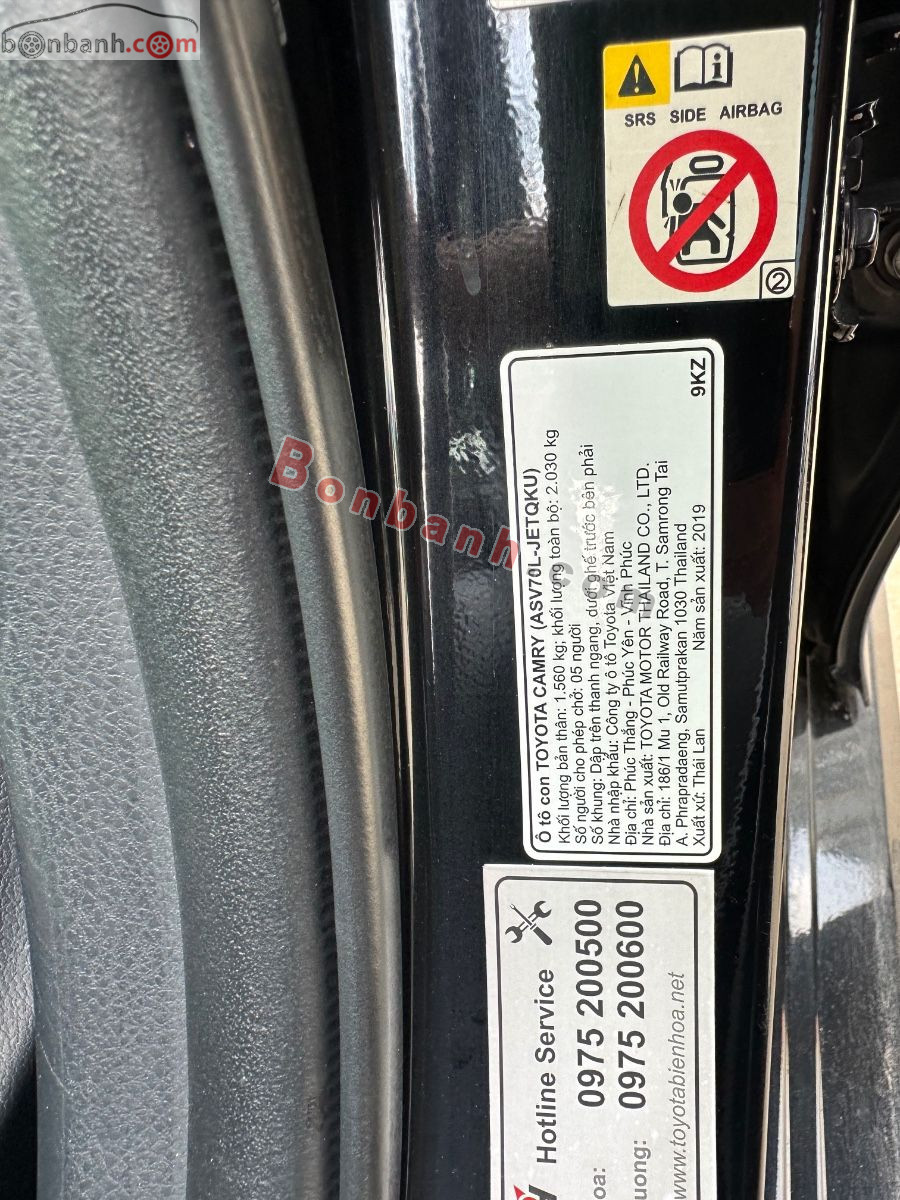 bonbanh.com
SRS SIDE AIRBAG
2
Bonbanh.com
Ô tô con TOYOTA CAMRY (ASV70L-JETQKU)
Khối lượng bản thân: 1.560 kg; khối lượng toàn bộ: 2.030 kg
Số người cho phép chở: 05 người
Số khung: Dập trên thanh ngang, dưới ghế trước bên phải
Nhà nhập khẩu: Công ty ô tô Toyota Việt Nam
Địa chỉ: Phúc Thắng - Phúc Yên - Vĩnh Phúc
Nhà sản xuất: TOYOTA MOTOR THAILAND CO., LTD.
Địa chỉ: 186/1 Mu 1, Old Railway Road, T. Samrong Tai
A. Phrapradaeng, Samutprakan 1030 Thailand
Xuất xứ: Thái Lan Năm sản xuất: 2019
9KZ
Hotline Service
oa: 0975 200500
uong: 0975 200600
www.toyotabienhoa.net